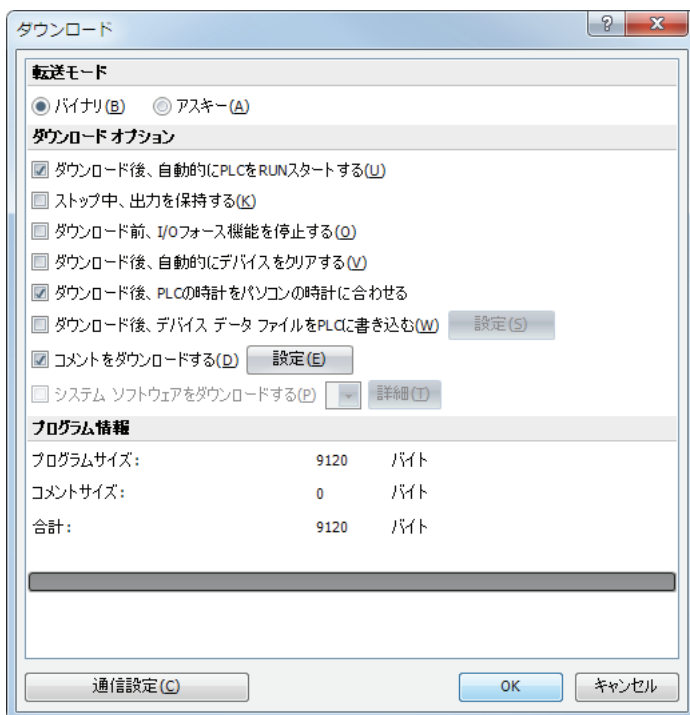 ダウンロード
転送モード
バイナリ(B) アスキー(A)
ダウンロード オプション
ダウンロード後、自動的にPLCをRUNスタートする(U)
ストップ中、出力を保持する(K)
ダウンロード前、I/Oフォース機能を停止する(O)
ダウンロード後、自動的にデバイスをクリアする(V)
ダウンロード後、PLCの時計をパソコンの時計に合わせる
ダウンロード後、デバイス データ ファイルをPLCに書き込む(W) 設定(S)
コメントをダウンロードする(D) 設定(E)
システム ソフトウェアをダウンロードする(P) 詳細(T)
プログラム情報
プログラムサイズ: 9120 バイト
コメントサイズ: 0 バイト
合計: 9120 バイト
通信設定(C) OK キャンセル